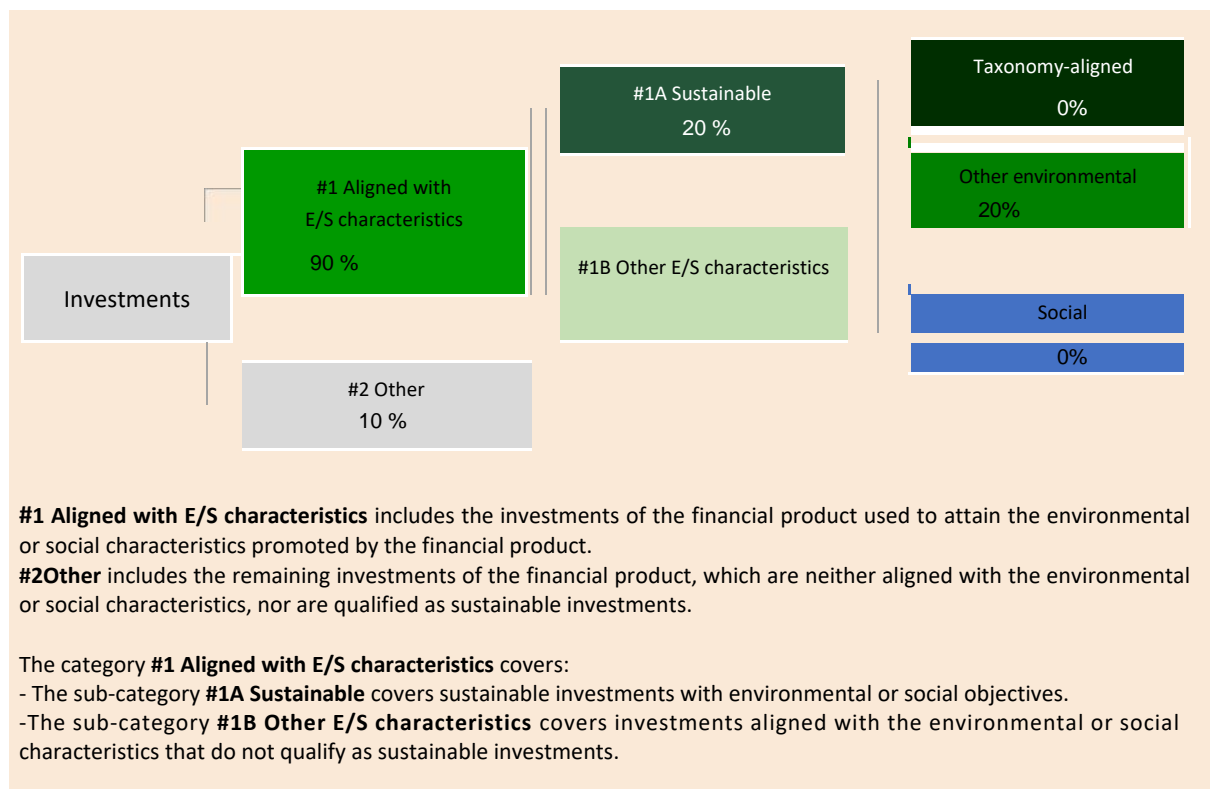 Investments
#1 Aligned with
E/S characteristics
90 %
#2 Other
10 %
#1A Sustainable
20 %
#1B Other E/S characteristics
Taxonomy-aligned
0%
Other environmental
20%
Social
0%
#1 Aligned with E/S characteristics includes the investments of the financial product used to attain the environmental
or social characteristics promoted by the financial product.
#2Other includes the remaining investments of the financial product, which are neither aligned with the environmental
or social characteristics, nor are qualified as sustainable investments.
The category #1 Aligned with E/S characteristics covers:
- The sub-category #1A Sustainable covers sustainable investments with environmental or social objectives.
-The sub-category #1B Other E/S characteristics covers investments aligned with the environmental or social
characteristics that do not qualify as sustainable investments.